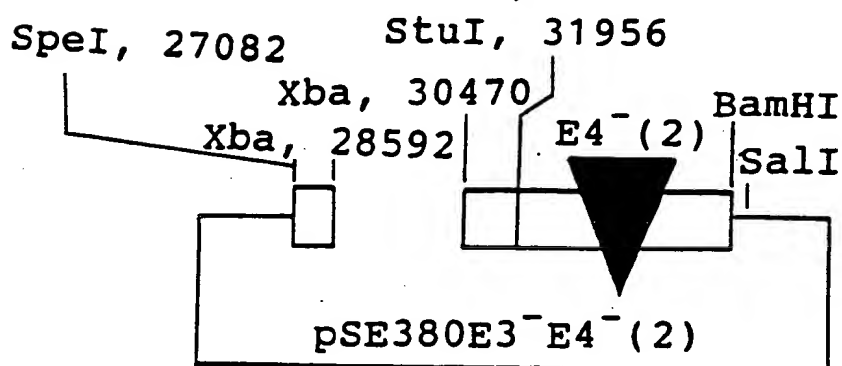 SpeI, 27082
StuI, 31956
Xba, 30470
Xba, 28592
E4⁻(2)
BamHI
SalI
pSE380E3⁻E4⁻(2)